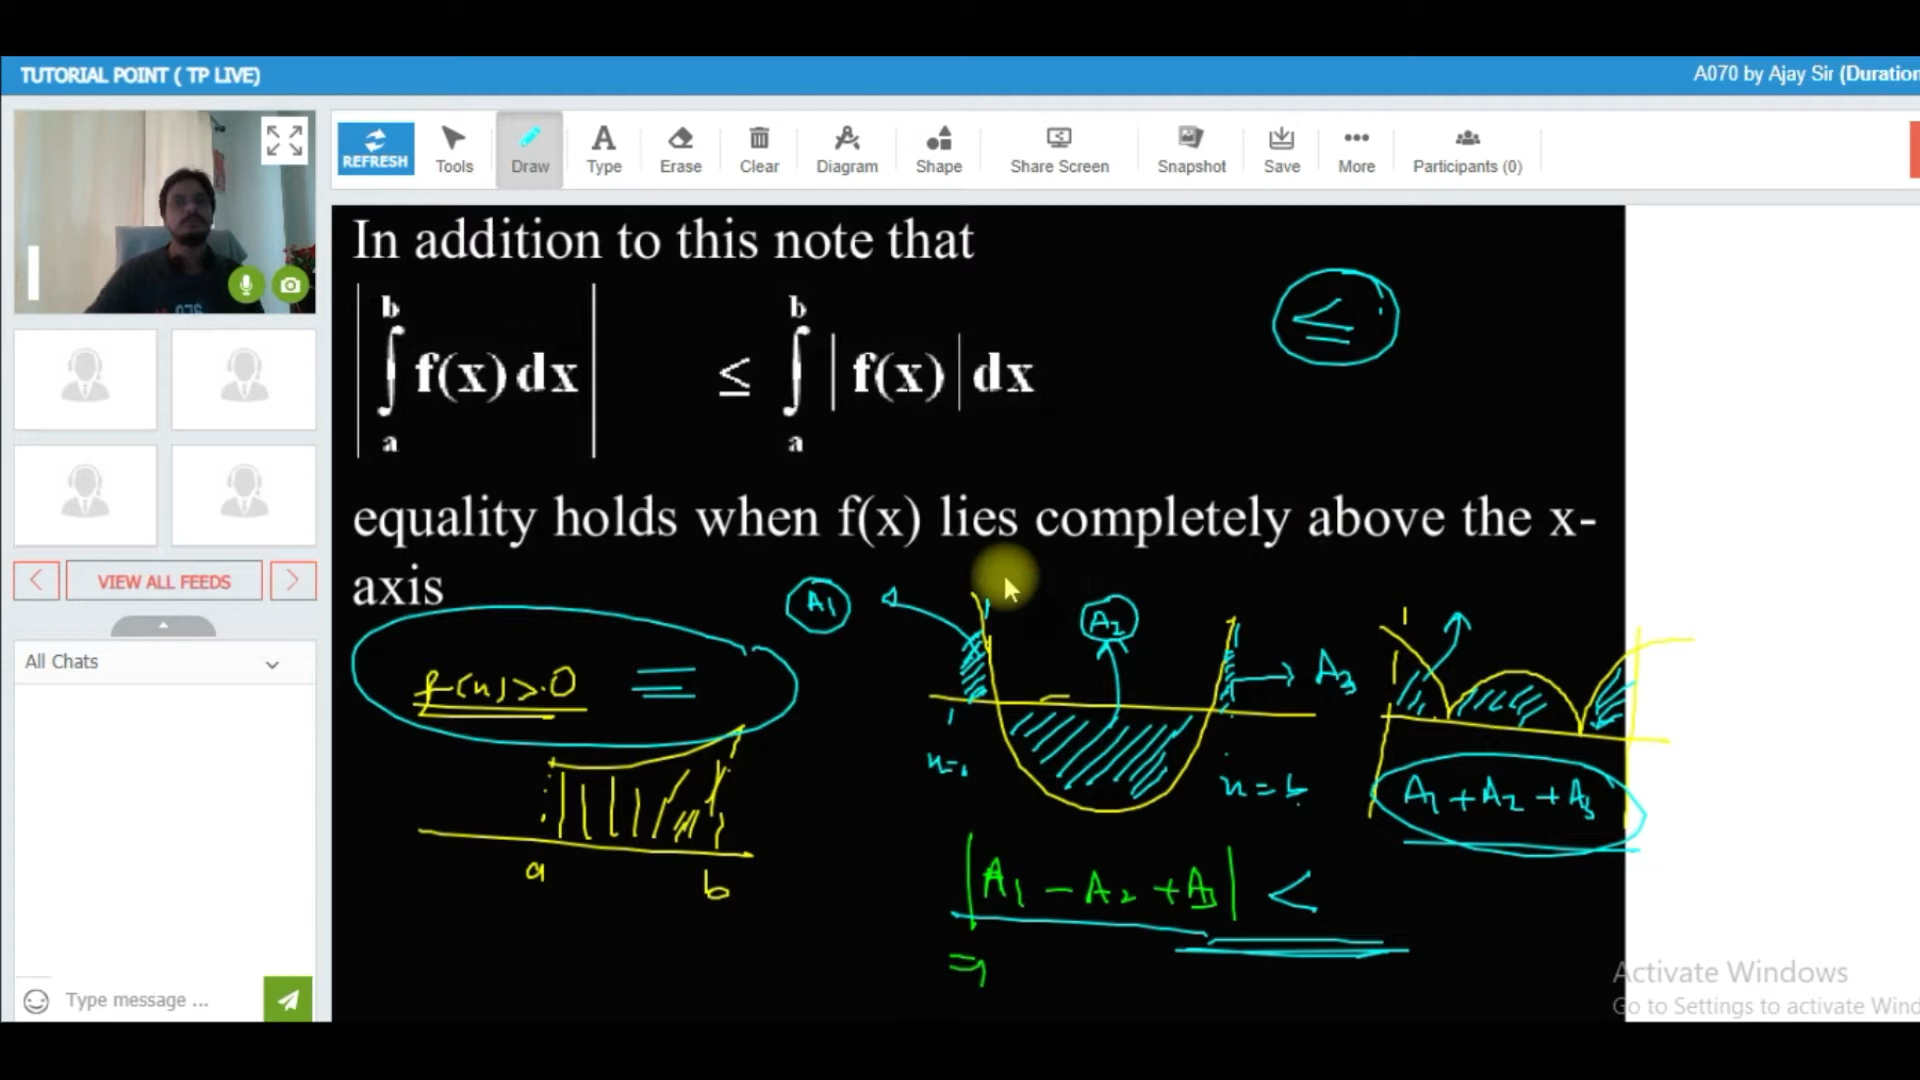 TUTORIAL POINT ( TP LIVE)
A070 by Ajay Sir (Duration
REFRESH
Tools
Draw
Type
Erase
Clear
Diagram
Shape
Share Screen
Snapshot
Save
More
Participants (0)
In addition to this note that
| ∫ₐᵇ f(x) dx | ≤ ∫ₐᵇ | f(x) | dx
≤
equality holds when f(x) lies completely above the x-
axis
VIEW ALL FEEDS
All Chats
A1
A2
A3
f(x) > 0 =
x = b
A1 + A2 + A3
a
b
| A1 - A2 + A3 | <
Type message ...
Activate Windows
Go to Settings to activate Wind